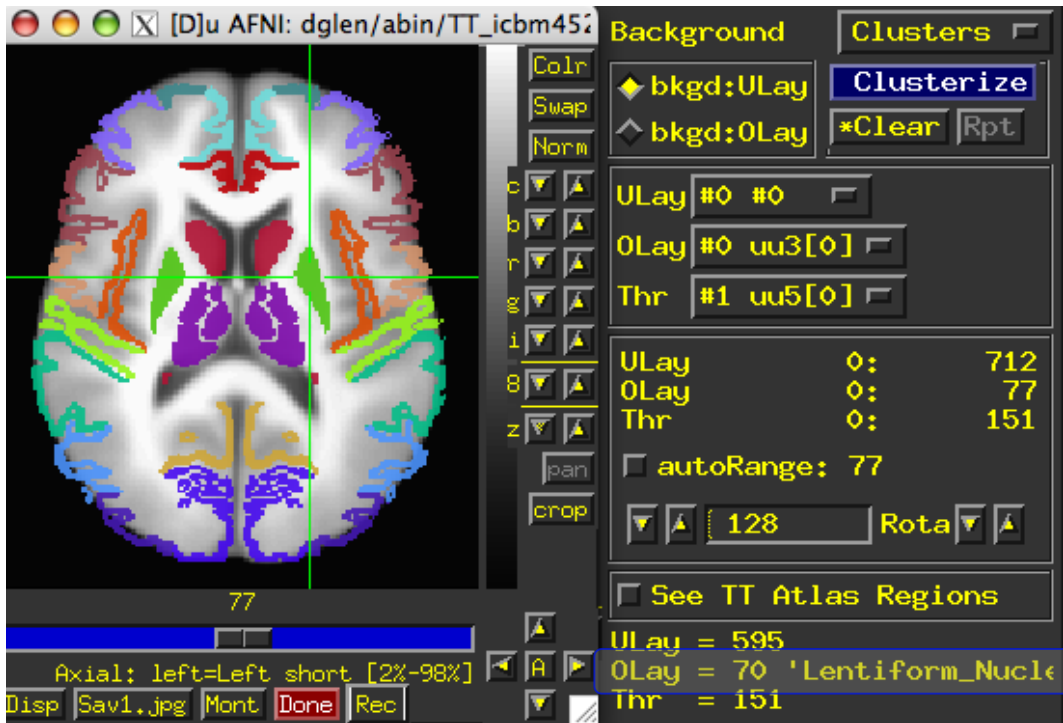 [D]u AFNI: dglen/abin/TT_icbm452
Colr
Swap
Norm
c
b
r
g
i
8
z
pan
crop
77
Axial: left=Left short [2%-98%]
A
Disp Sav1.jpg Mont Done Rec
Background Clusters
bkgd:ULay Clusterize
bkgd:OLay *Clear Rpt
ULay #0 #0
OLay #0 uu3[0]
Thr #1 uu5[0]
ULay 0: 712
OLay 0: 77
Thr 0: 151
autoRange: 77
128 Rota
See TT Atlas Regions
ULay = 595
OLay = 70 'Lentiform_Nucle
Thr = 151